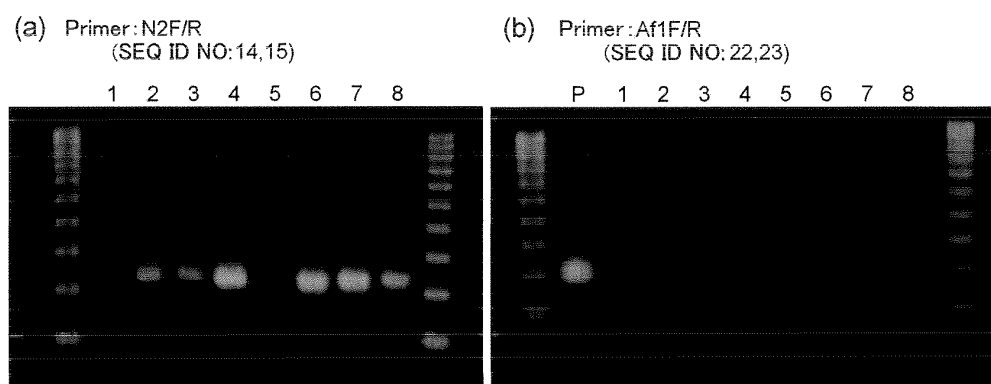 (a) Primer:N2F/R
(SEQ ID NO:14,15)
1 2 3 4 5 6 7 8
(b) Primer:Af1F/R
(SEQ ID NO:22,23)
P 1 2 3 4 5 6 7 8